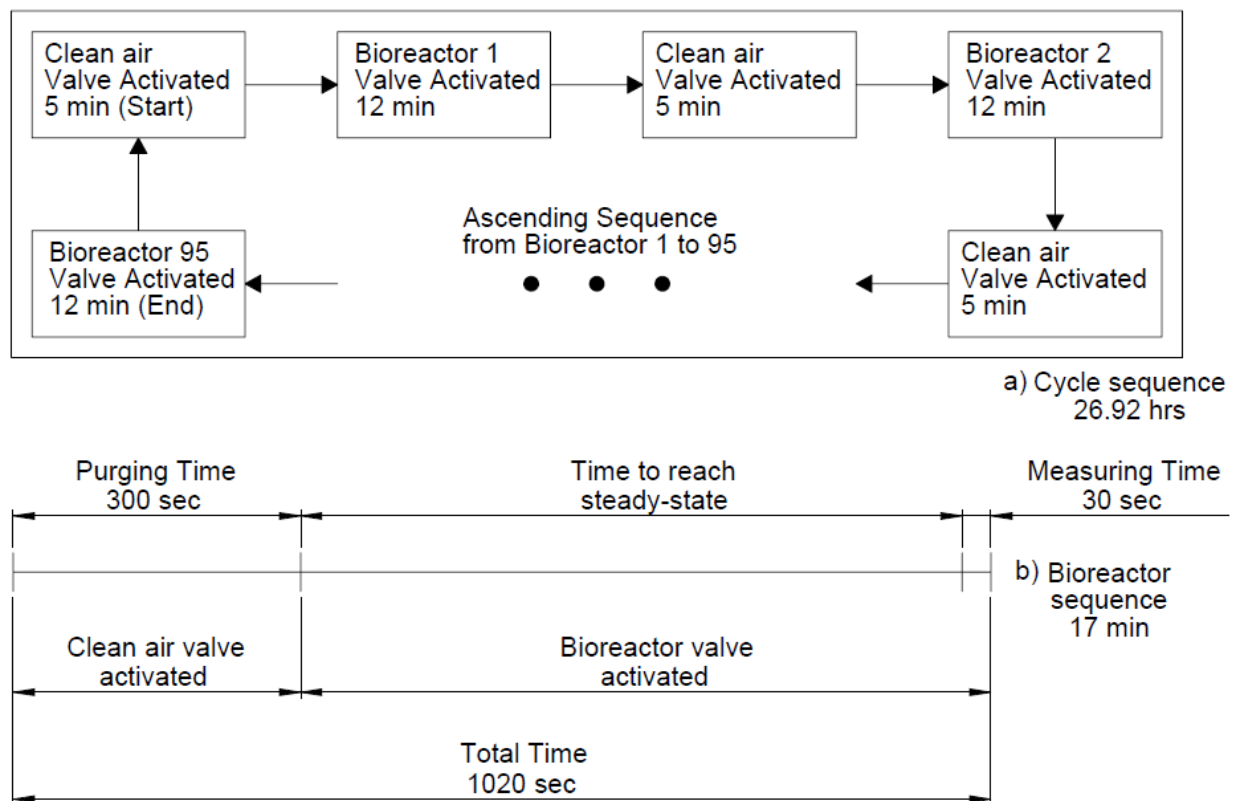 Clean air
Valve Activated
5 min (Start)
Bioreactor 1
Valve Activated
12 min
Clean air
Valve Activated
5 min
Bioreactor 2
Valve Activated
12 min
Bioreactor 95
Valve Activated
12 min (End)
Ascending Sequence
from Bioreactor 1 to 95
Clean air
Valve Activated
5 min
a) Cycle sequence
26.92 hrs
Purging Time
300 sec
Time to reach
steady-state
Measuring Time
30 sec
b) Bioreactor
sequence
17 min
Clean air valve
activated
Bioreactor valve
activated
Total Time
1020 sec